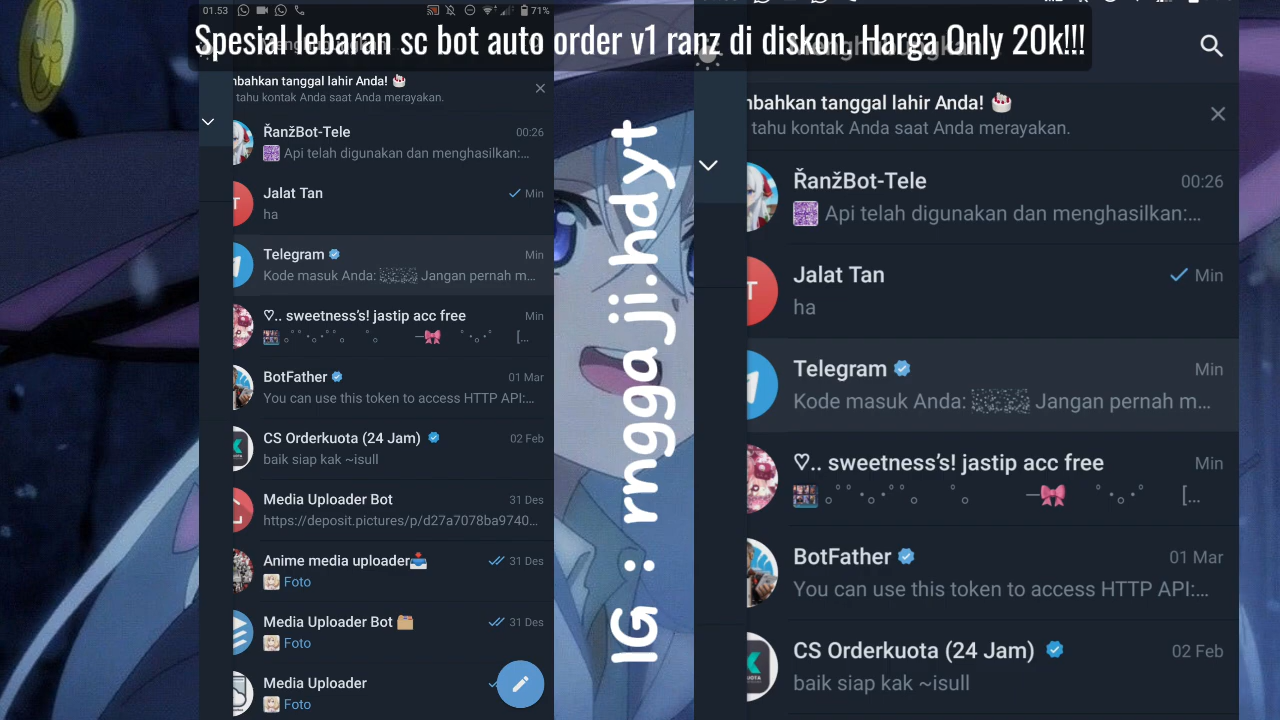 Spesial lebaran sc bot auto order v1 ranz di diskon. Harga Only 20k!!!
01.53
71%
nbahkan tanggal lahir Anda! 🎂
tahu kontak Anda saat Anda merayakan.
ŘanžBot-Tele
00:26
Api telah digunakan dan menghasilkan:...
Jalat Tan
Min
ha
T
Telegram
Min
Kode masuk Anda: Jangan pernah m...
♡.. sweetness's! jastip acc free
Min
[...
BotFather
01 Mar
You can use this token to access HTTP API:...
CS Orderkuota (24 Jam)
02 Feb
baik siap kak ~isull
Media Uploader Bot
31 Des
https://deposit.pictures/p/d27a7078ba9740...
Anime media uploader📥
31 Des
Foto
Media Uploader Bot 📁
31 Des
Foto
Media Uploader
Foto
IG : rnggaji.hdyt
nbahkan tanggal lahir Anda! 🎂
tahu kontak Anda saat Anda merayakan.
ŘanžBot-Tele
00:26
Api telah digunakan dan menghasilkan:...
Jalat Tan
Min
ha
T
Telegram
Min
Kode masuk Anda: Jangan pernah m...
♡.. sweetness's! jastip acc free
Min
[...
BotFather
01 Mar
You can use this token to access HTTP API:...
CS Orderkuota (24 Jam)
02 Feb
baik siap kak ~isull